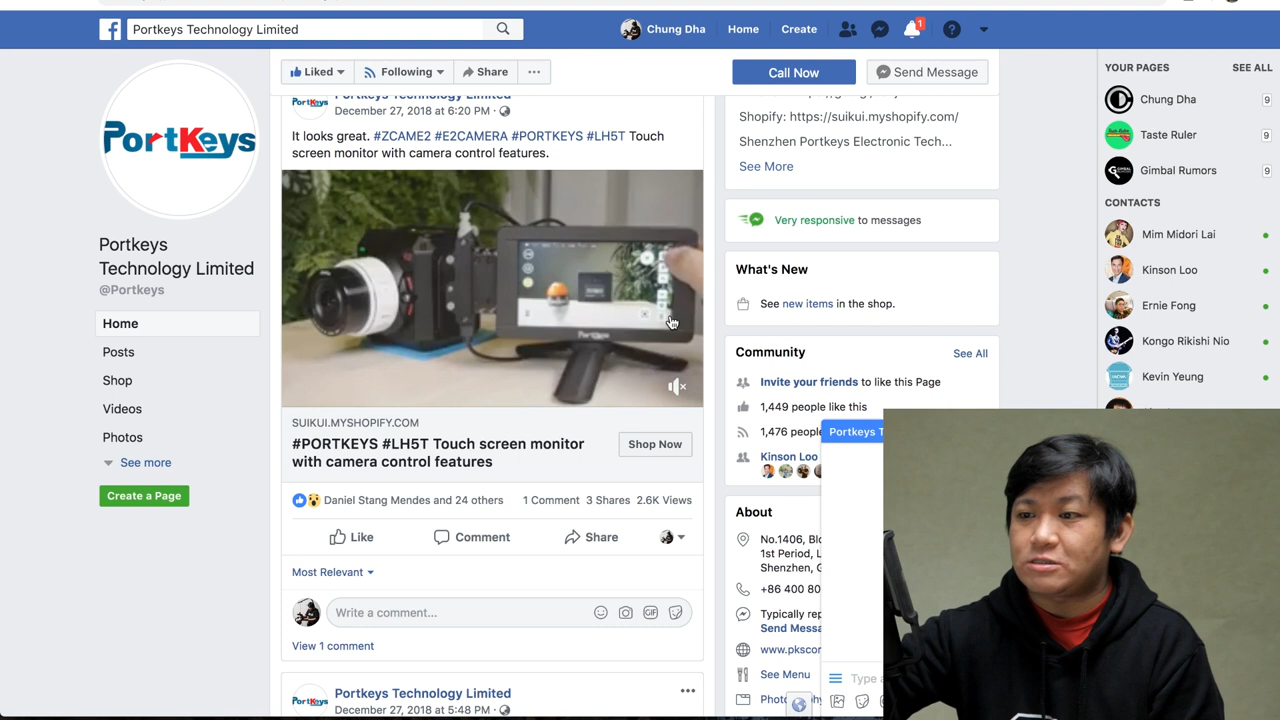 Portkeys Technology Limited
Chung Dha
Home
Create
1
Liked
Following
Share
Call Now
Send Message
PortKeys
Portkeys
Technology Limited
@Portkeys
Home
Posts
Shop
Videos
Photos
See more
Create a Page
PortKeys
Portkeys Technology Limited
December 27, 2018 at 6:20 PM ·
It looks great. #ZCAME2 #E2CAMERA #PORTKEYS #LH5T Touch
screen monitor with camera control features.
PortKeys
SUIKUI.MYSHOPIFY.COM
#PORTKEYS #LH5T Touch screen monitor
with camera control features
Shop Now
Daniel Stang Mendes and 24 others
1 Comment 3 Shares 2.6K Views
Like
Comment
Share
Most Relevant
Write a comment...
GIF
View 1 comment
PortKeys
Portkeys Technology Limited
December 27, 2018 at 5:48 PM ·
Shopify: https://suikui.myshopify.com/
Shenzhen Portkeys Electronic Tech...
See More
Very responsive to messages
What's New
See new items in the shop.
Community
See All
Invite your friends to like this Page
1,449 people like this
1,476 people
Kinson Loo
About
No.1406,
1st Period,
Shenzhen,
+86 400 80
Typically
Send
See Menu
Portkeys
YOUR PAGES
SEE ALL
Chung Dha
9
Taste Ruler
9
Gimbal Rumors
9
CONTACTS
Mim Midori Lai
Kinson Loo
Ernie Fong
Kongo Rikishi Nio
Kevin Yeung